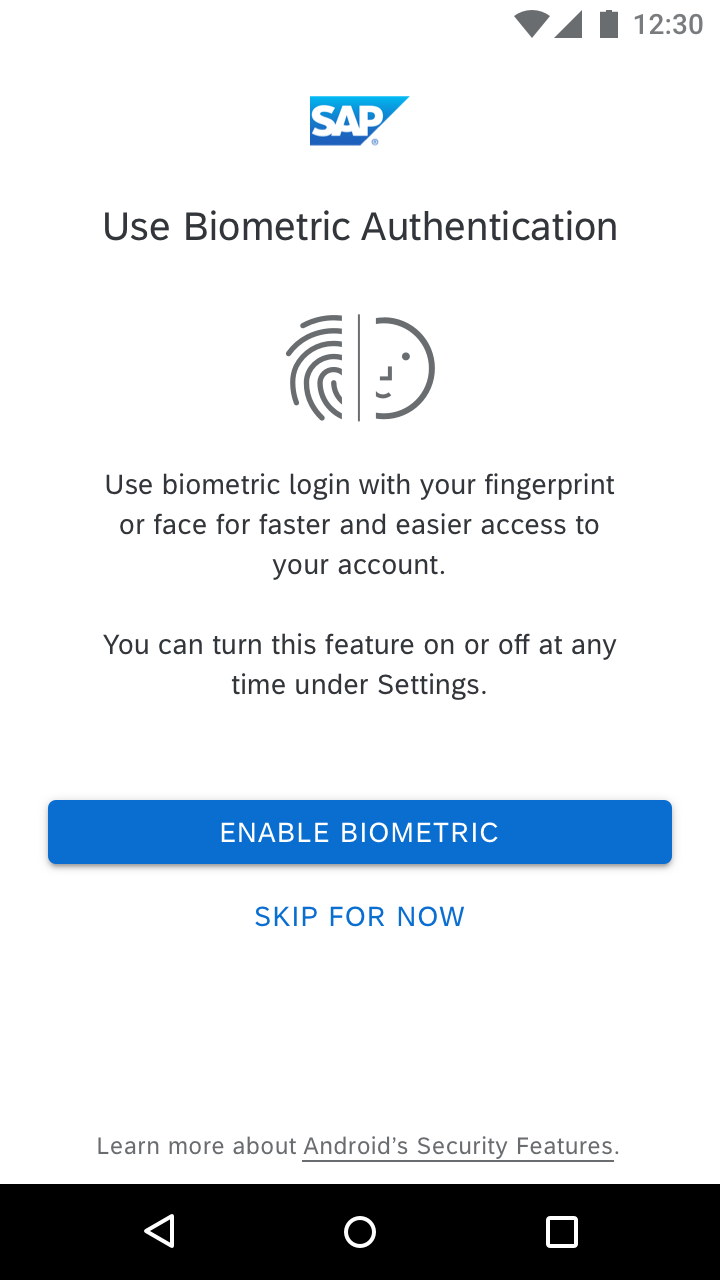 12:30
SAP®
Use Biometric Authentication
Use biometric login with your fingerprint
or face for faster and easier access to
your account.
You can turn this feature on or off at any
time under Settings.
ENABLE BIOMETRIC
SKIP FOR NOW
Learn more about Android’s Security Features.